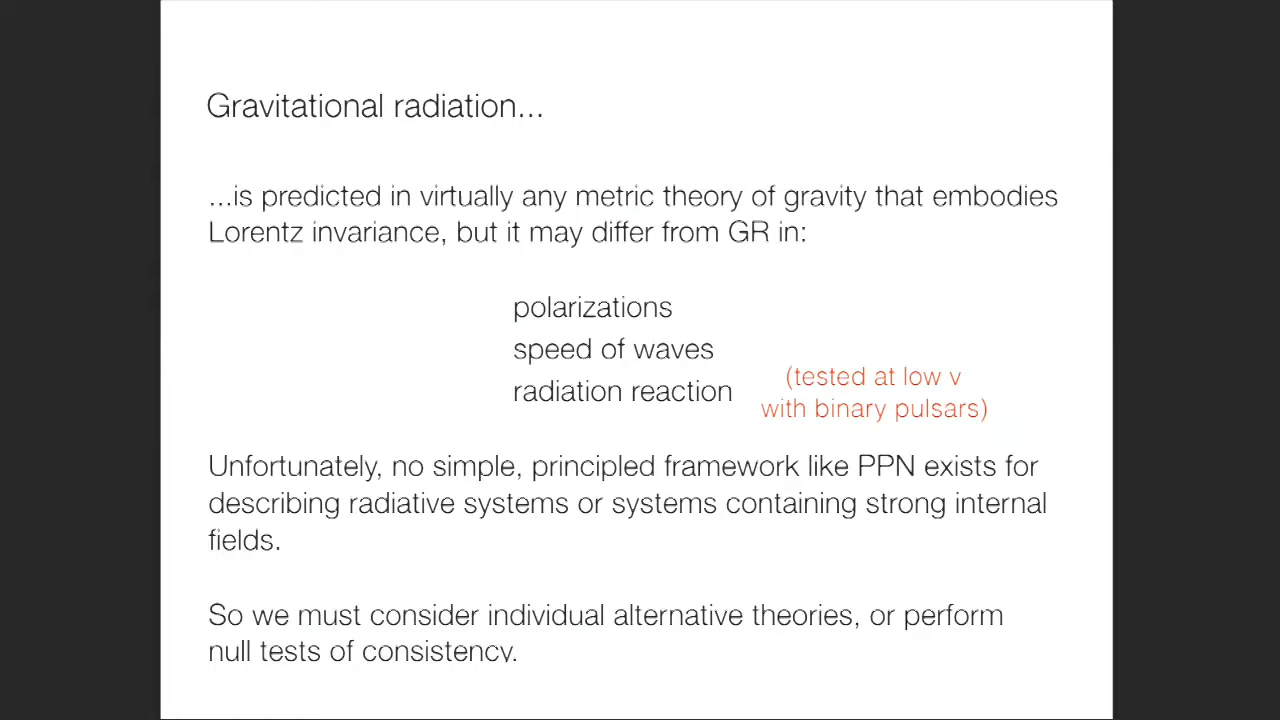 Gravitational radiation...
...is predicted in virtually any metric theory of gravity that embodies
Lorentz invariance, but it may differ from GR in:
polarizations
speed of waves
radiation reaction
(tested at low v
with binary pulsars)
Unfortunately, no simple, principled framework like PPN exists for
describing radiative systems or systems containing strong internal
fields.
So we must consider individual alternative theories, or perform
null tests of consistency.